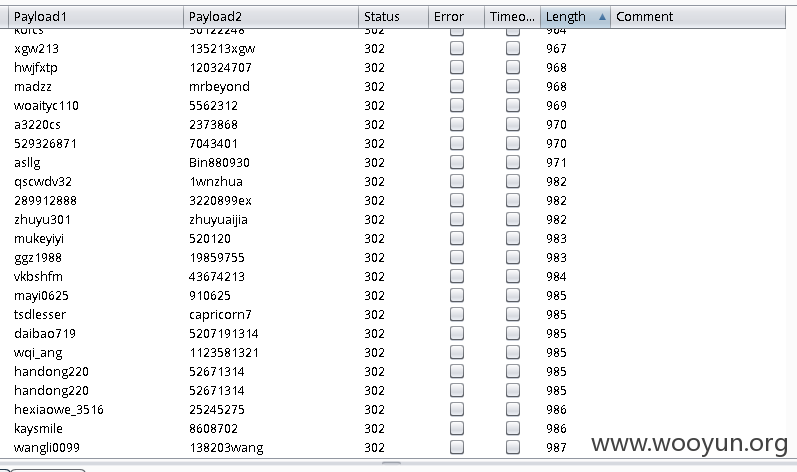 Payload1 Payload2 Status Error Timeo... Length Comment
xgw213 135213xgw 302 967
hwjfxtp 120324707 302 968
madzz mrbeyond 302 968
woaityc110 5562312 302 969
a3220cs 2373868 302 970
529326871 7043401 302 970
asllg Bin880930 302 971
qscwdv32 1wnzhua 302 982
289912888 3220899ex 302 982
zhuyu301 zhuyuaijia 302 982
mukeyiyi 520120 302 983
ggz1988 19859755 302 983
vkbshfm 43674213 302 984
mayi0625 910625 302 985
tsdlesser capricorn7 302 985
daibao719 5207191314 302 985
wqi_ang 1123581321 302 985
handong220 52671314 302 985
handong220 52671314 302 985
hexiaowe_3516 25245275 302 986
kaysmile 8608702 302 986
wangli0099 138203wang 302 987
www.wooyun.org